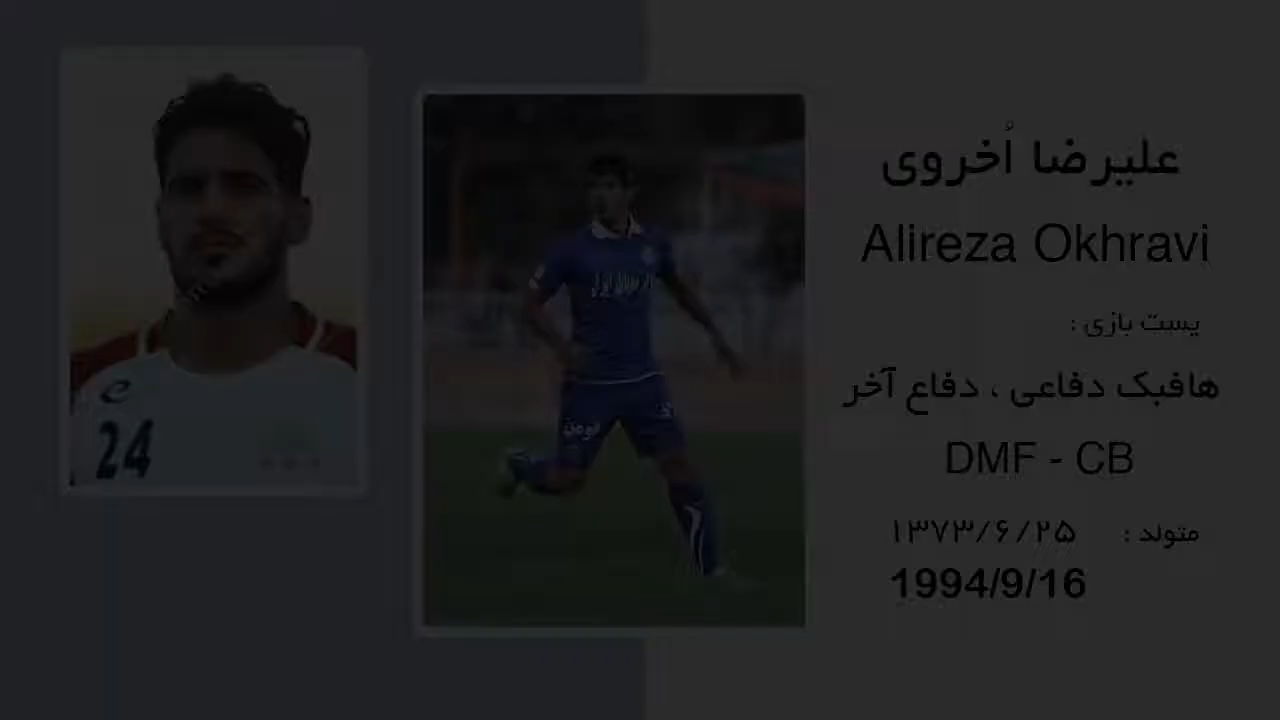 علیرضا اُخروی
Alireza Okhravi
پست بازی :
هافبک دفاعی ، دفاع آخر
DMF - CB
متولد : ۱۳۷۳/۶/۲۵
1994/9/16
24